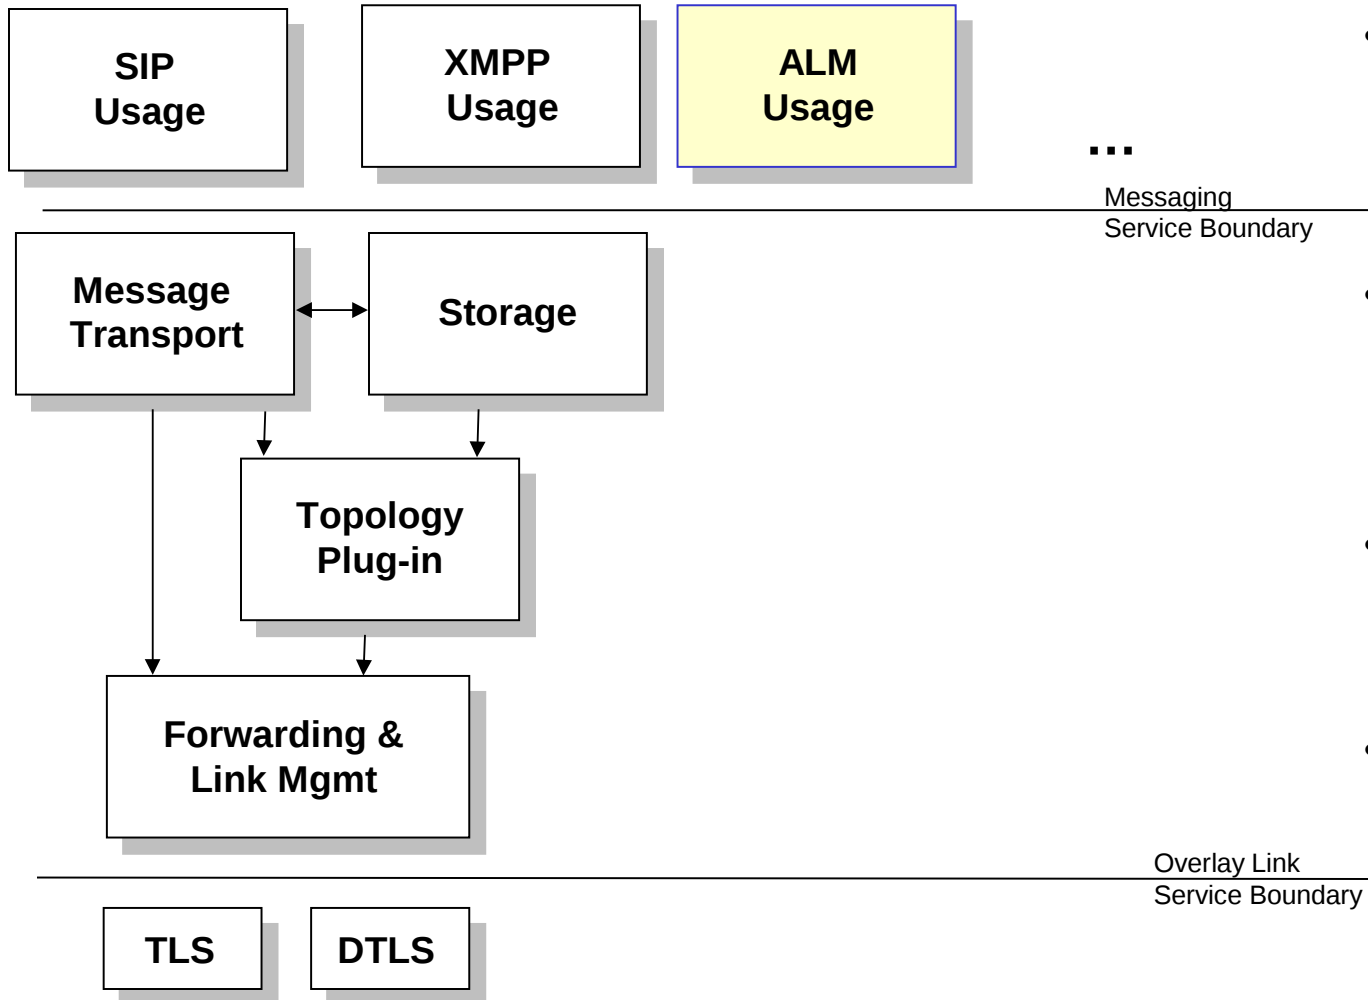 SIP
Usage
XMPP
Usage
ALM
Usage
...
Messaging
Service Boundary
Message
Transport
Storage
Topology
Plug-in
Forwarding &
Link Mgmt
Overlay Link
Service Boundary
TLS
DTLS